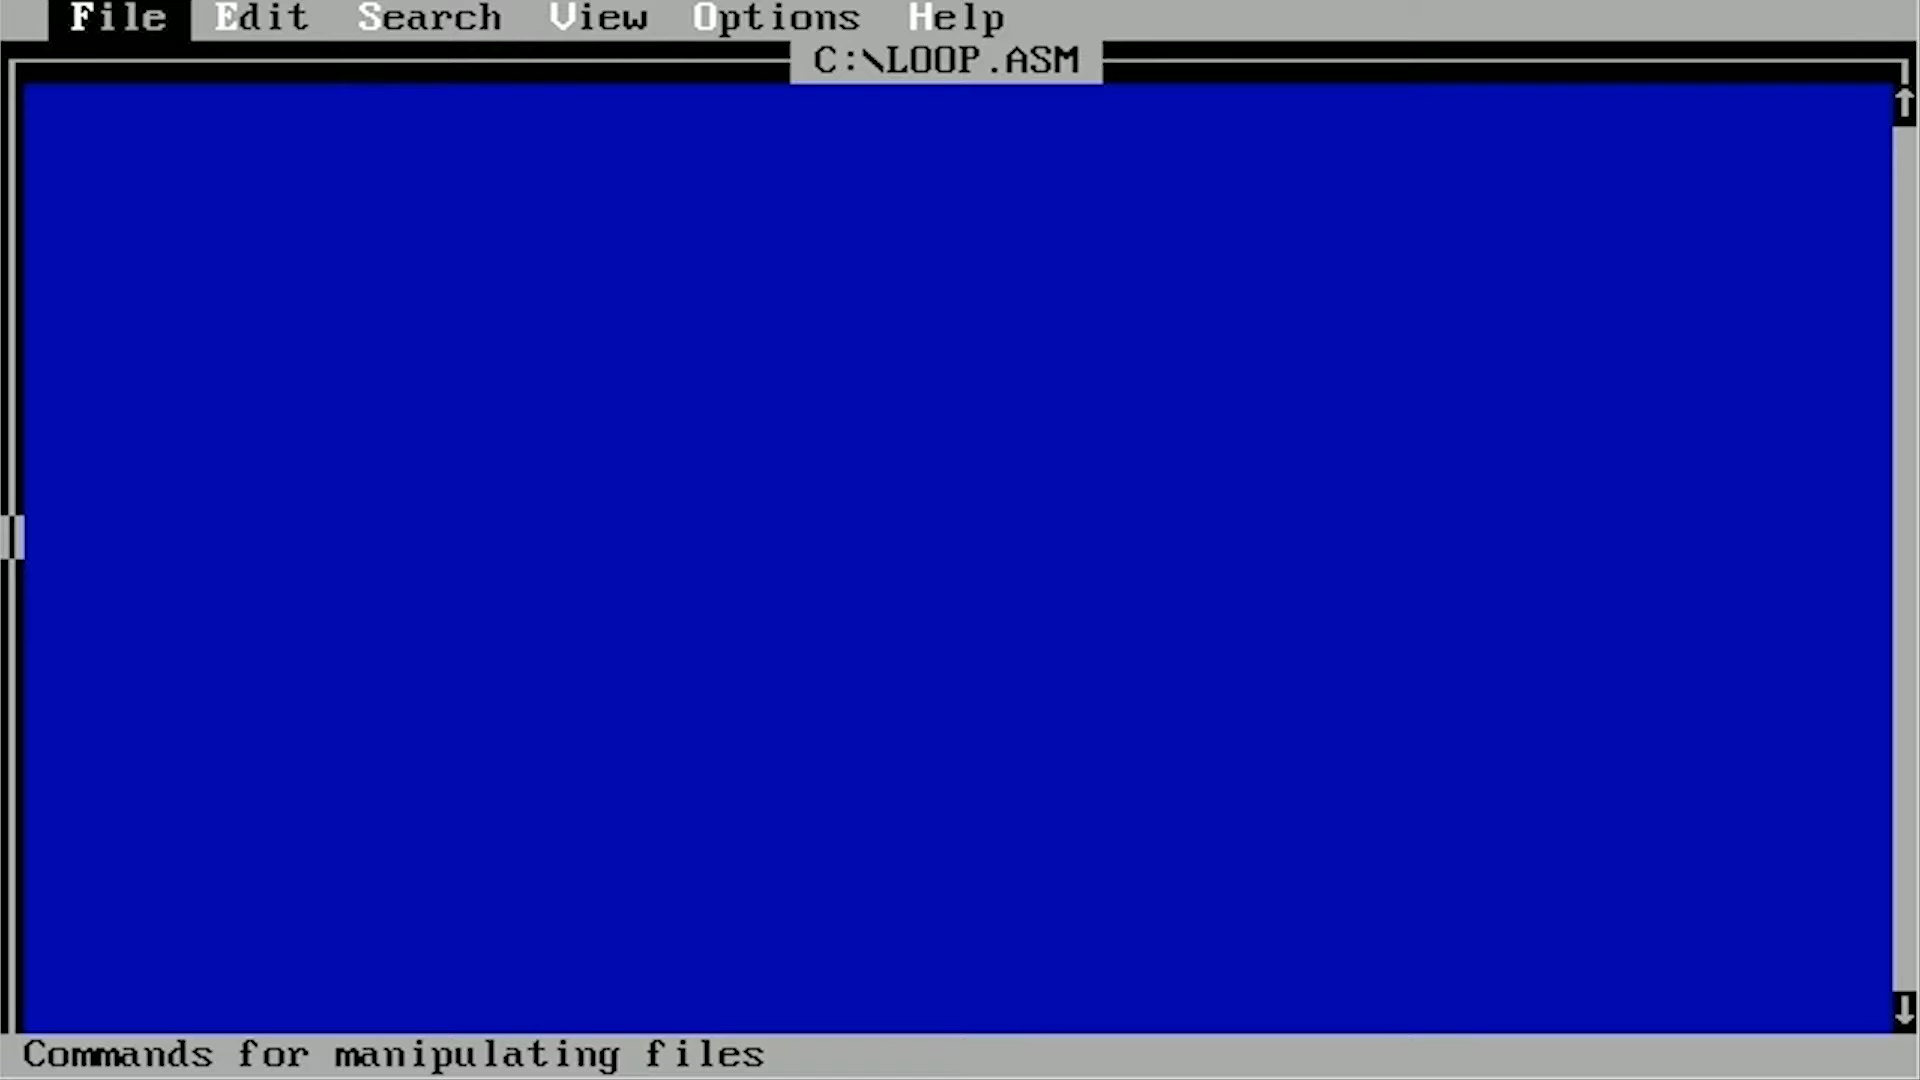 File Edit Search View Options Help
C:\LOOP.ASM
Commands for manipulating files